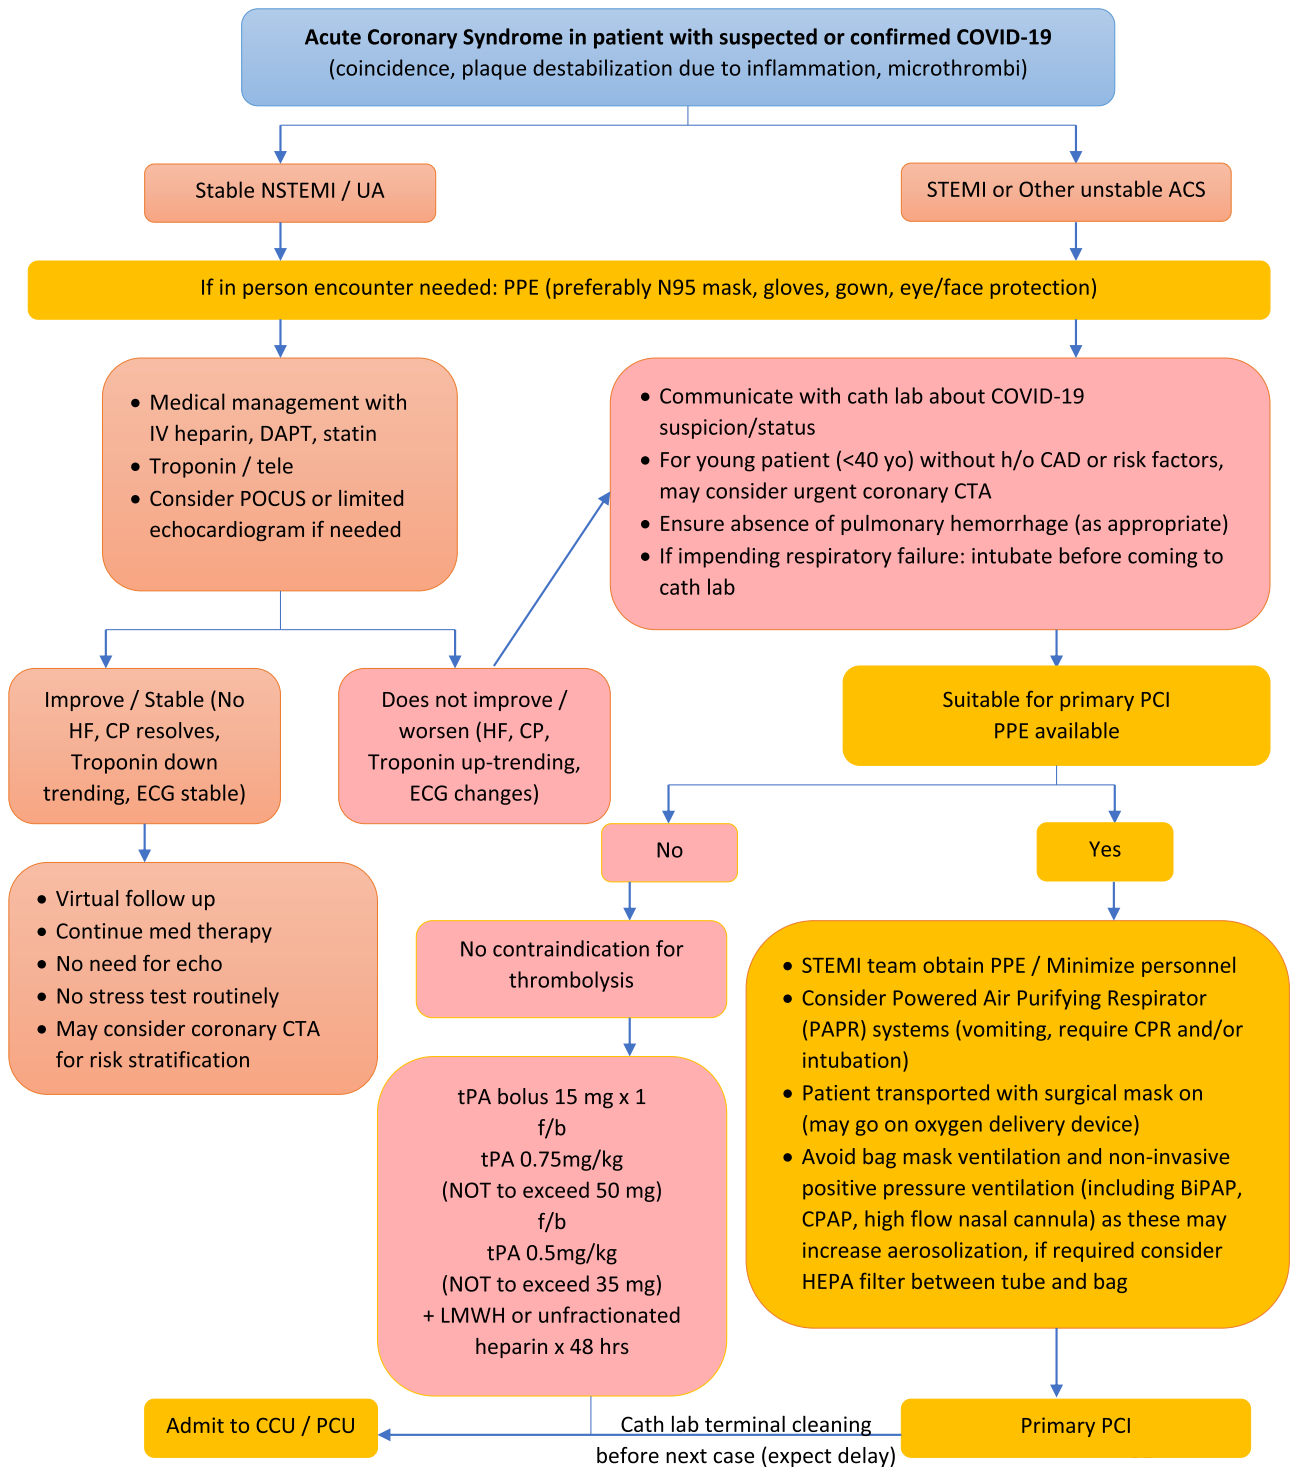 Acute Coronary Syndrome in patient with suspected or confirmed COVID-19
(coincidence, plaque destabilization due to inflammation, microthrombi)
Stable NSTEMI / UA
STEMI or Other unstable ACS
If in person encounter needed: PPE (preferably N95 mask, gloves, gown, eye/face protection)
• Medical management with
IV heparin, DAPT, statin
• Troponin / tele
• Consider POCUS or limited
echocardiogram if needed
• Communicate with cath lab about COVID-19
suspicion/status
• For young patient (<40 yo) without h/o CAD or risk factors,
may consider urgent coronary CTA
• Ensure absence of pulmonary hemorrhage (as appropriate)
• If impending respiratory failure: intubate before coming to
cath lab
Improve / Stable (No
HF, CP resolves,
Troponin down
trending, ECG stable)
Does not improve /
worsen (HF, CP,
Troponin up-trending,
ECG changes)
Suitable for primary PCI
PPE available
No
Yes
• Virtual follow up
• Continue med therapy
• No need for echo
• No stress test routinely
• May consider coronary CTA
for risk stratification
No contraindication for
thrombolysis
• STEMI team obtain PPE / Minimize personnel
• Consider Powered Air Purifying Respirator
(PAPR) systems (vomiting, require CPR and/or
intubation)
• Patient transported with surgical mask on
(may go on oxygen delivery device)
• Avoid bag mask ventilation and non-invasive
positive pressure ventilation (including BiPAP,
CPAP, high flow nasal cannula) as these may
increase aerosolization, if required consider
HEPA filter between tube and bag
tPA bolus 15 mg x 1
f/b
tPA 0.75mg/kg
(NOT to exceed 50 mg)
f/b
tPA 0.5mg/kg
(NOT to exceed 35 mg)
+ LMWH or unfractionated
heparin x 48 hrs
Admit to CCU / PCU
Cath lab terminal cleaning
before next case (expect delay)
Primary PCI